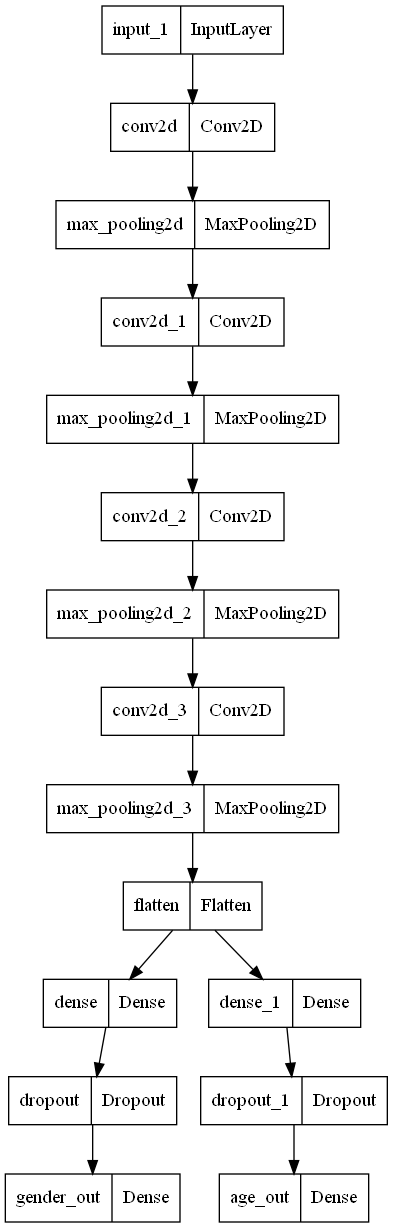 input_1 InputLayer
conv2d Conv2D
max_pooling2d MaxPooling2D
conv2d_1 Conv2D
max_pooling2d_1 MaxPooling2D
conv2d_2 Conv2D
max_pooling2d_2 MaxPooling2D
conv2d_3 Conv2D
max_pooling2d_3 MaxPooling2D
flatten Flatten
dense Dense dense_1 Dense
dropout Dropout dropout_1 Dropout
gender_out Dense age_out Dense